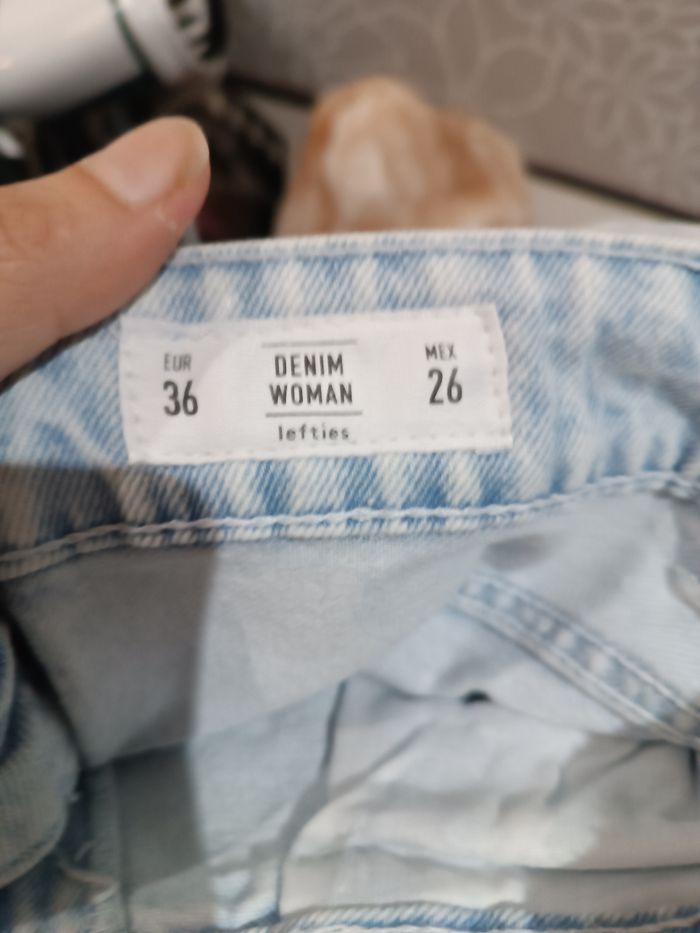 EUR
36
DENIM
WOMAN
lefties
MEX
26